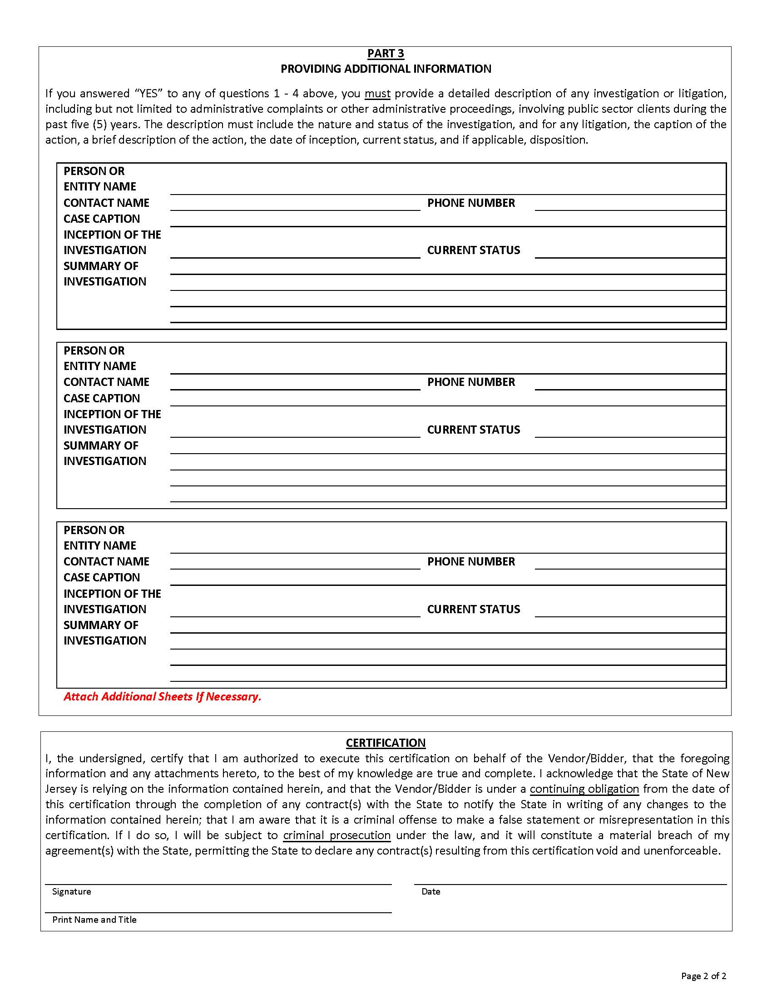 PART 3
PROVIDING ADDITIONAL INFORMATION
If you answered “YES” to any of questions 1 - 4 above, you must provide a detailed description of any investigation or litigation,
including but not limited to administrative complaints or other administrative proceedings, involving public sector clients during the
past five (5) years. The description must include the nature and status of the investigation, and for any litigation, the caption of the
action, a brief description of the action, the date of inception, current status, and if applicable, disposition.
PERSON OR
ENTITY NAME
CONTACT NAME PHONE NUMBER
CASE CAPTION
INCEPTION OF THE
INVESTIGATION CURRENT STATUS
SUMMARY OF
INVESTIGATION
PERSON OR
ENTITY NAME
CONTACT NAME PHONE NUMBER
CASE CAPTION
INCEPTION OF THE
INVESTIGATION CURRENT STATUS
SUMMARY OF
INVESTIGATION
PERSON OR
ENTITY NAME
CONTACT NAME PHONE NUMBER
CASE CAPTION
INCEPTION OF THE
INVESTIGATION CURRENT STATUS
SUMMARY OF
INVESTIGATION
Attach Additional Sheets If Necessary.
CERTIFICATION
I, the undersigned, certify that I am authorized to execute this certification on behalf of the Vendor/Bidder, that the foregoing
information and any attachments hereto, to the best of my knowledge are true and complete. I acknowledge that the State of New
Jersey is relying on the information contained herein, and that the Vendor/Bidder is under a continuing obligation from the date of
this certification through the completion of any contract(s) with the State to notify the State in writing of any changes to the
information contained herein; that I am aware that it is a criminal offense to make a false statement or misrepresentation in this
certification. If I do so, I will be subject to criminal prosecution under the law, and it will constitute a material breach of my
agreement(s) with the State, permitting the State to declare any contract(s) resulting from this certification void and unenforceable.
Signature Date
Print Name and Title
Page 2 of 2